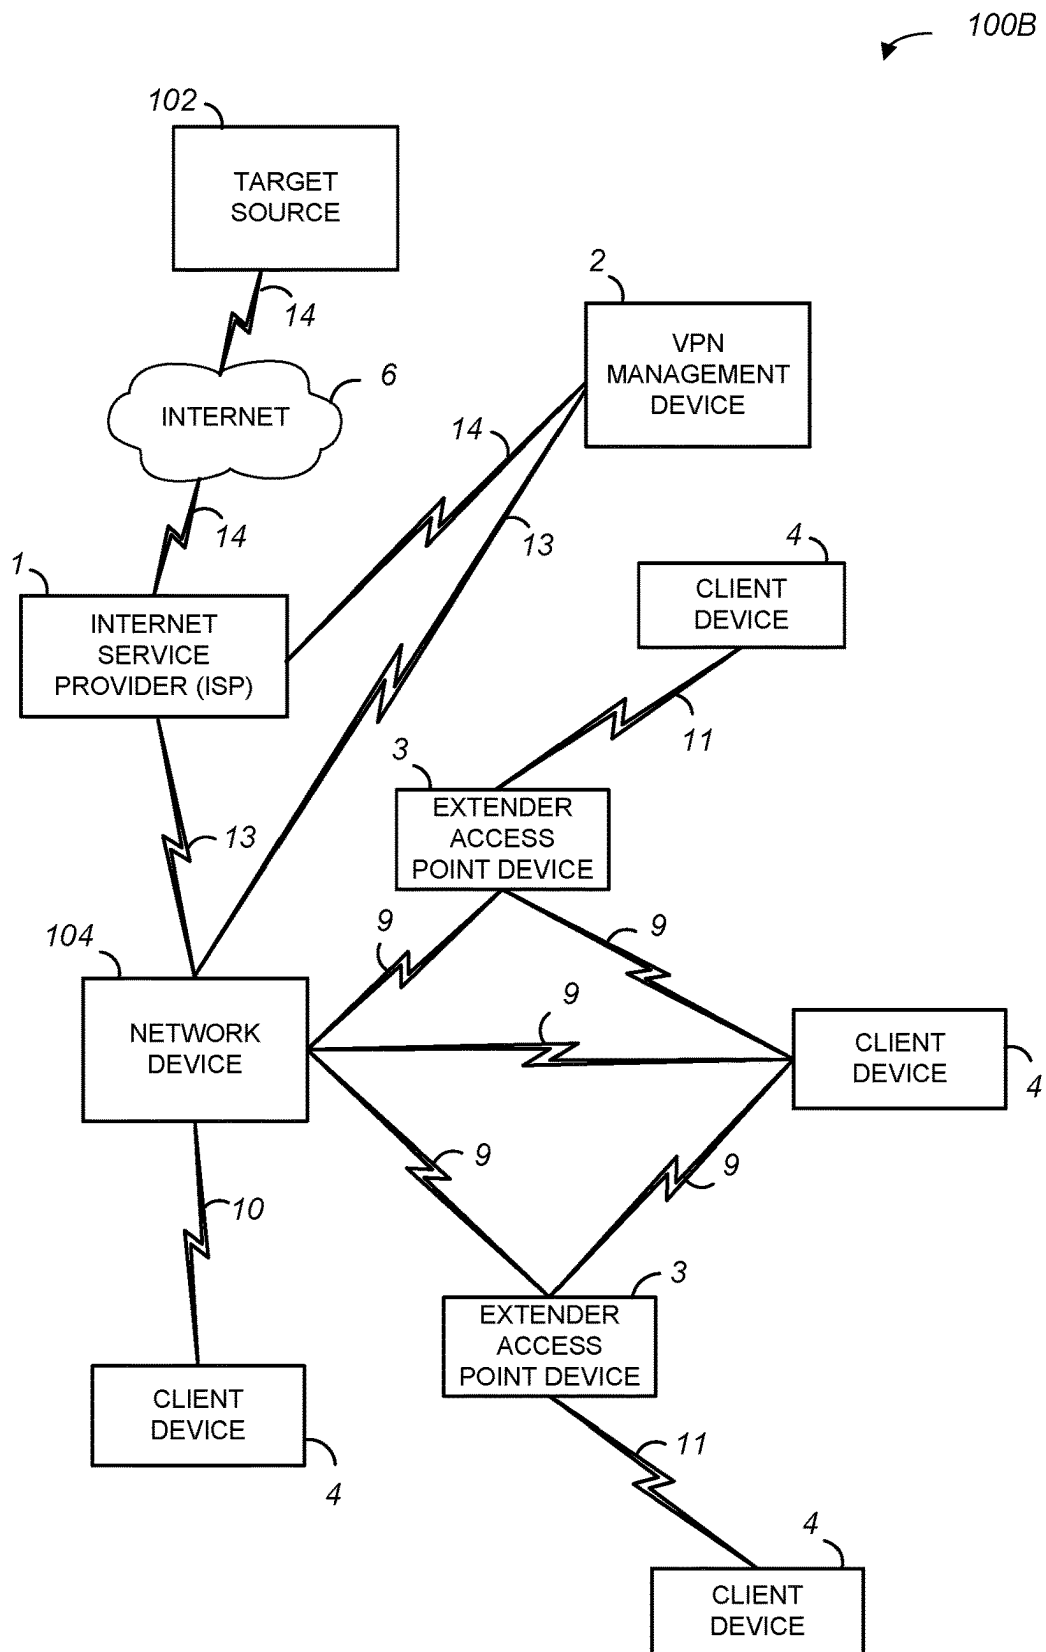 100B
102
TARGET
SOURCE
14
2
VPN
MANAGEMENT
DEVICE
6
INTERNET
14
14
13
1
INTERNET
SERVICE
PROVIDER (ISP)
4
CLIENT
DEVICE
11
3
EXTENDER
ACCESS
POINT DEVICE
13
9
9
104
NETWORK
DEVICE
9
CLIENT
DEVICE
4
9
9
10
3
EXTENDER
ACCESS
POINT DEVICE
CLIENT
DEVICE
4
11
4
CLIENT
DEVICE